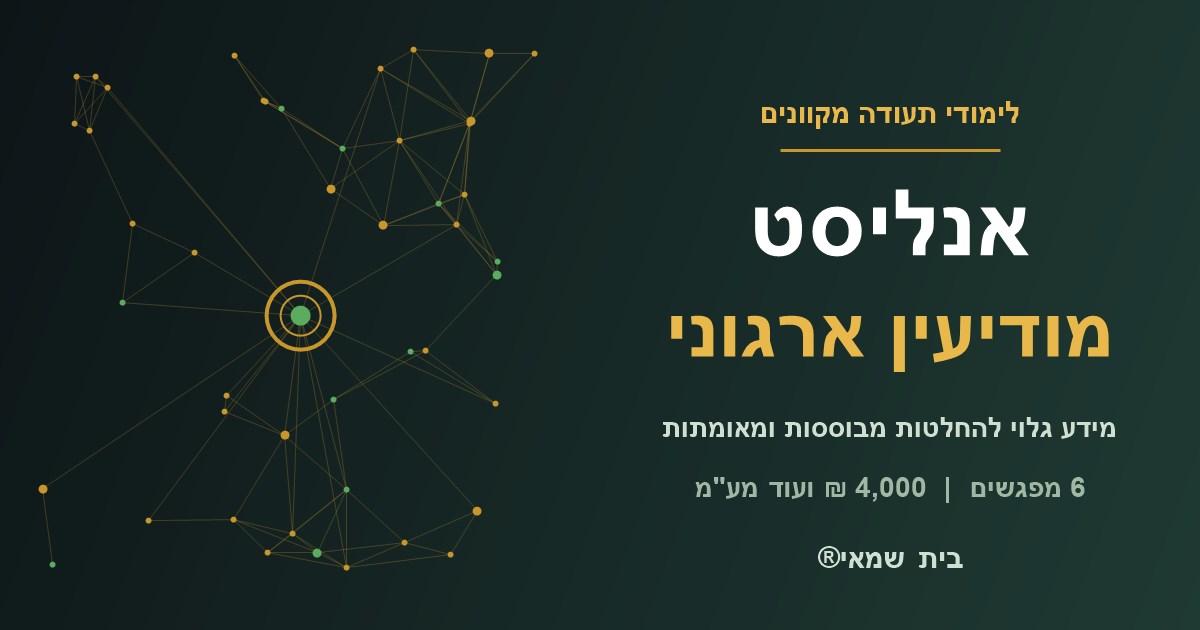 לימודי תעודה מקוונים
אנליסט
מודיעין ארגוני
מידע גלוי להחלטות מבוססות ומאומתות
6 מפגשים | 4,000 ₪ ועוד מע"מ
בית שמאי®